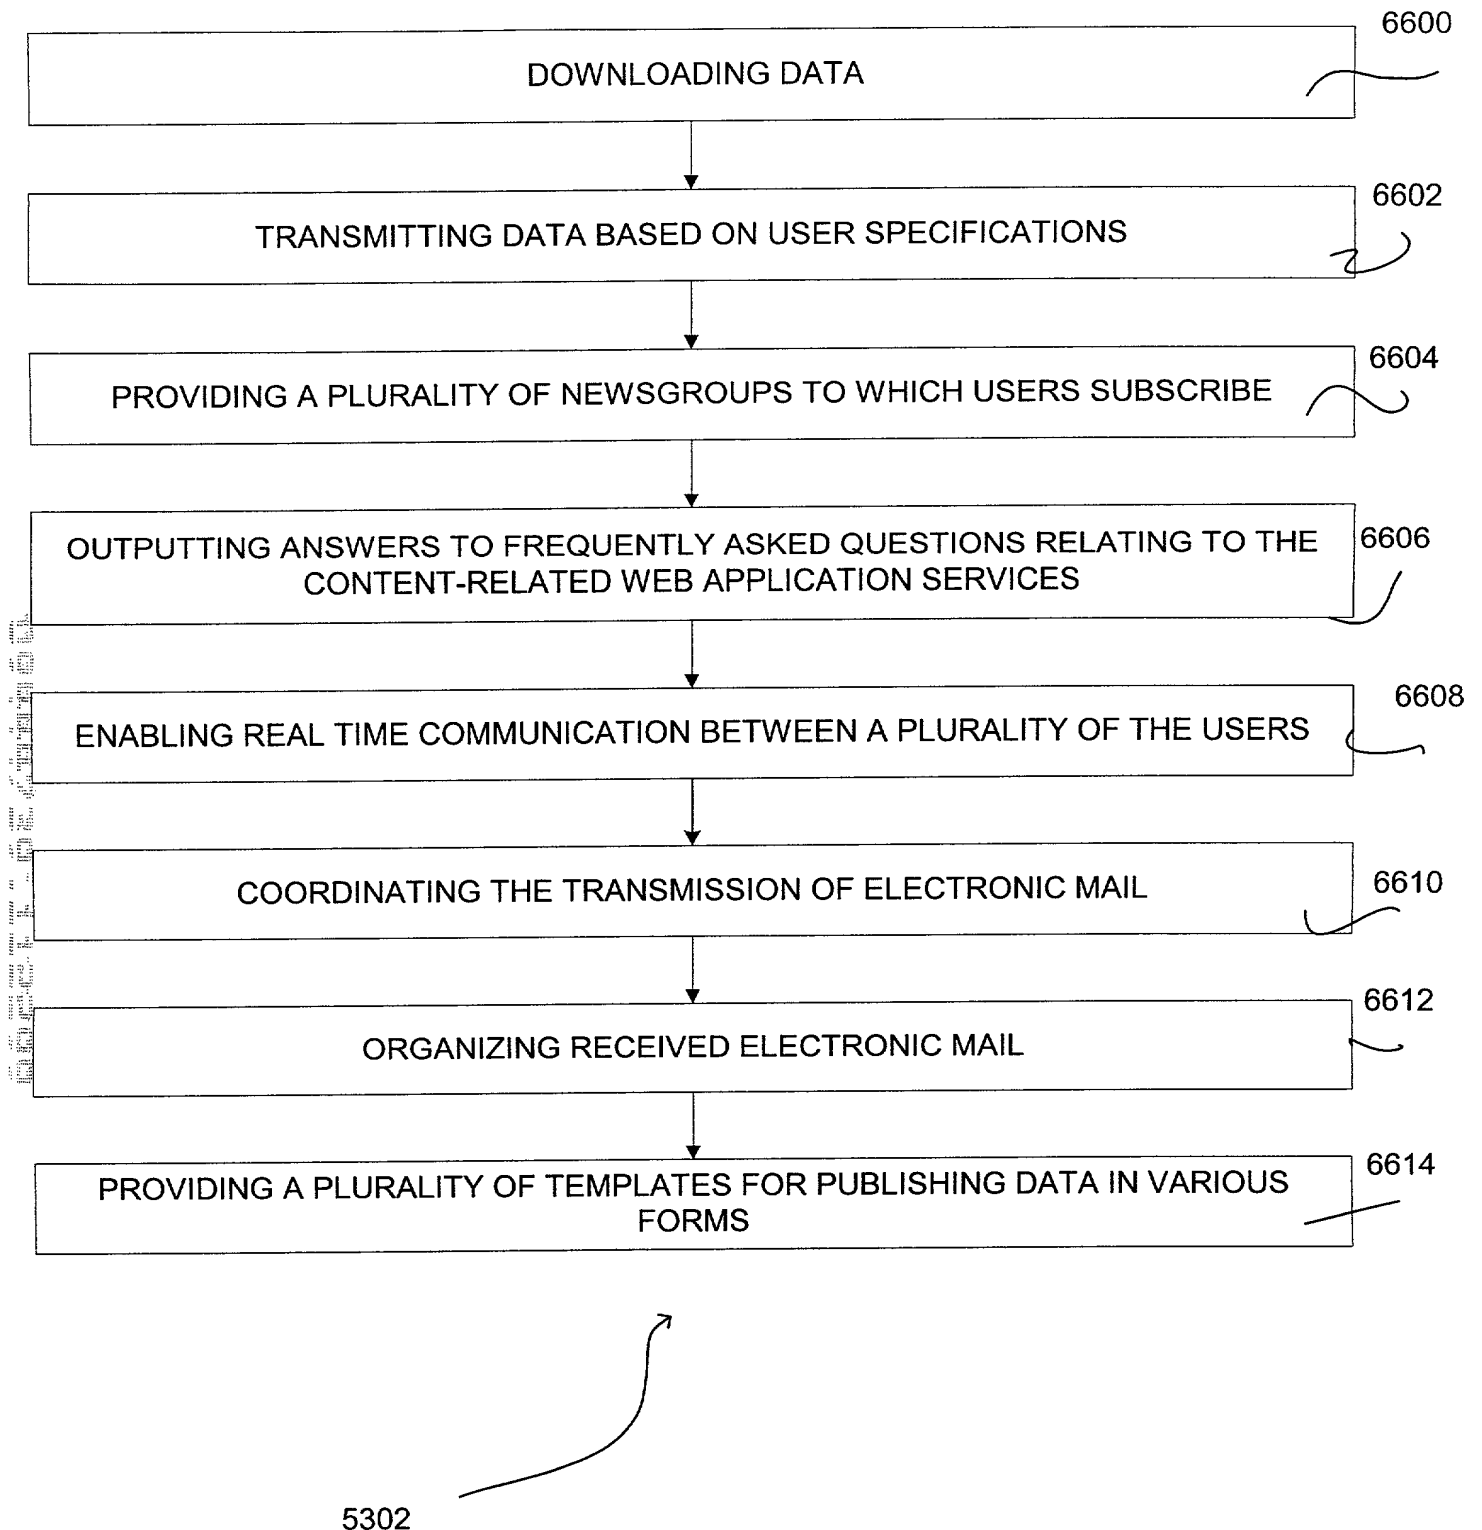 6600
DOWNLOADING DATA
6602
TRANSMITTING DATA BASED ON USER SPECIFICATIONS
6604
PROVIDING A PLURALITY OF NEWSGROUPS TO WHICH USERS SUBSCRIBE
6606
OUTPUTTING ANSWERS TO FREQUENTLY ASKED QUESTIONS RELATING TO THE
CONTENT-RELATED WEB APPLICATION SERVICES
6608
ENABLING REAL TIME COMMUNICATION BETWEEN A PLURALITY OF THE USERS
6610
COORDINATING THE TRANSMISSION OF ELECTRONIC MAIL
6612
ORGANIZING RECEIVED ELECTRONIC MAIL
6614
PROVIDING A PLURALITY OF TEMPLATES FOR PUBLISHING DATA IN VARIOUS
FORMS
5302